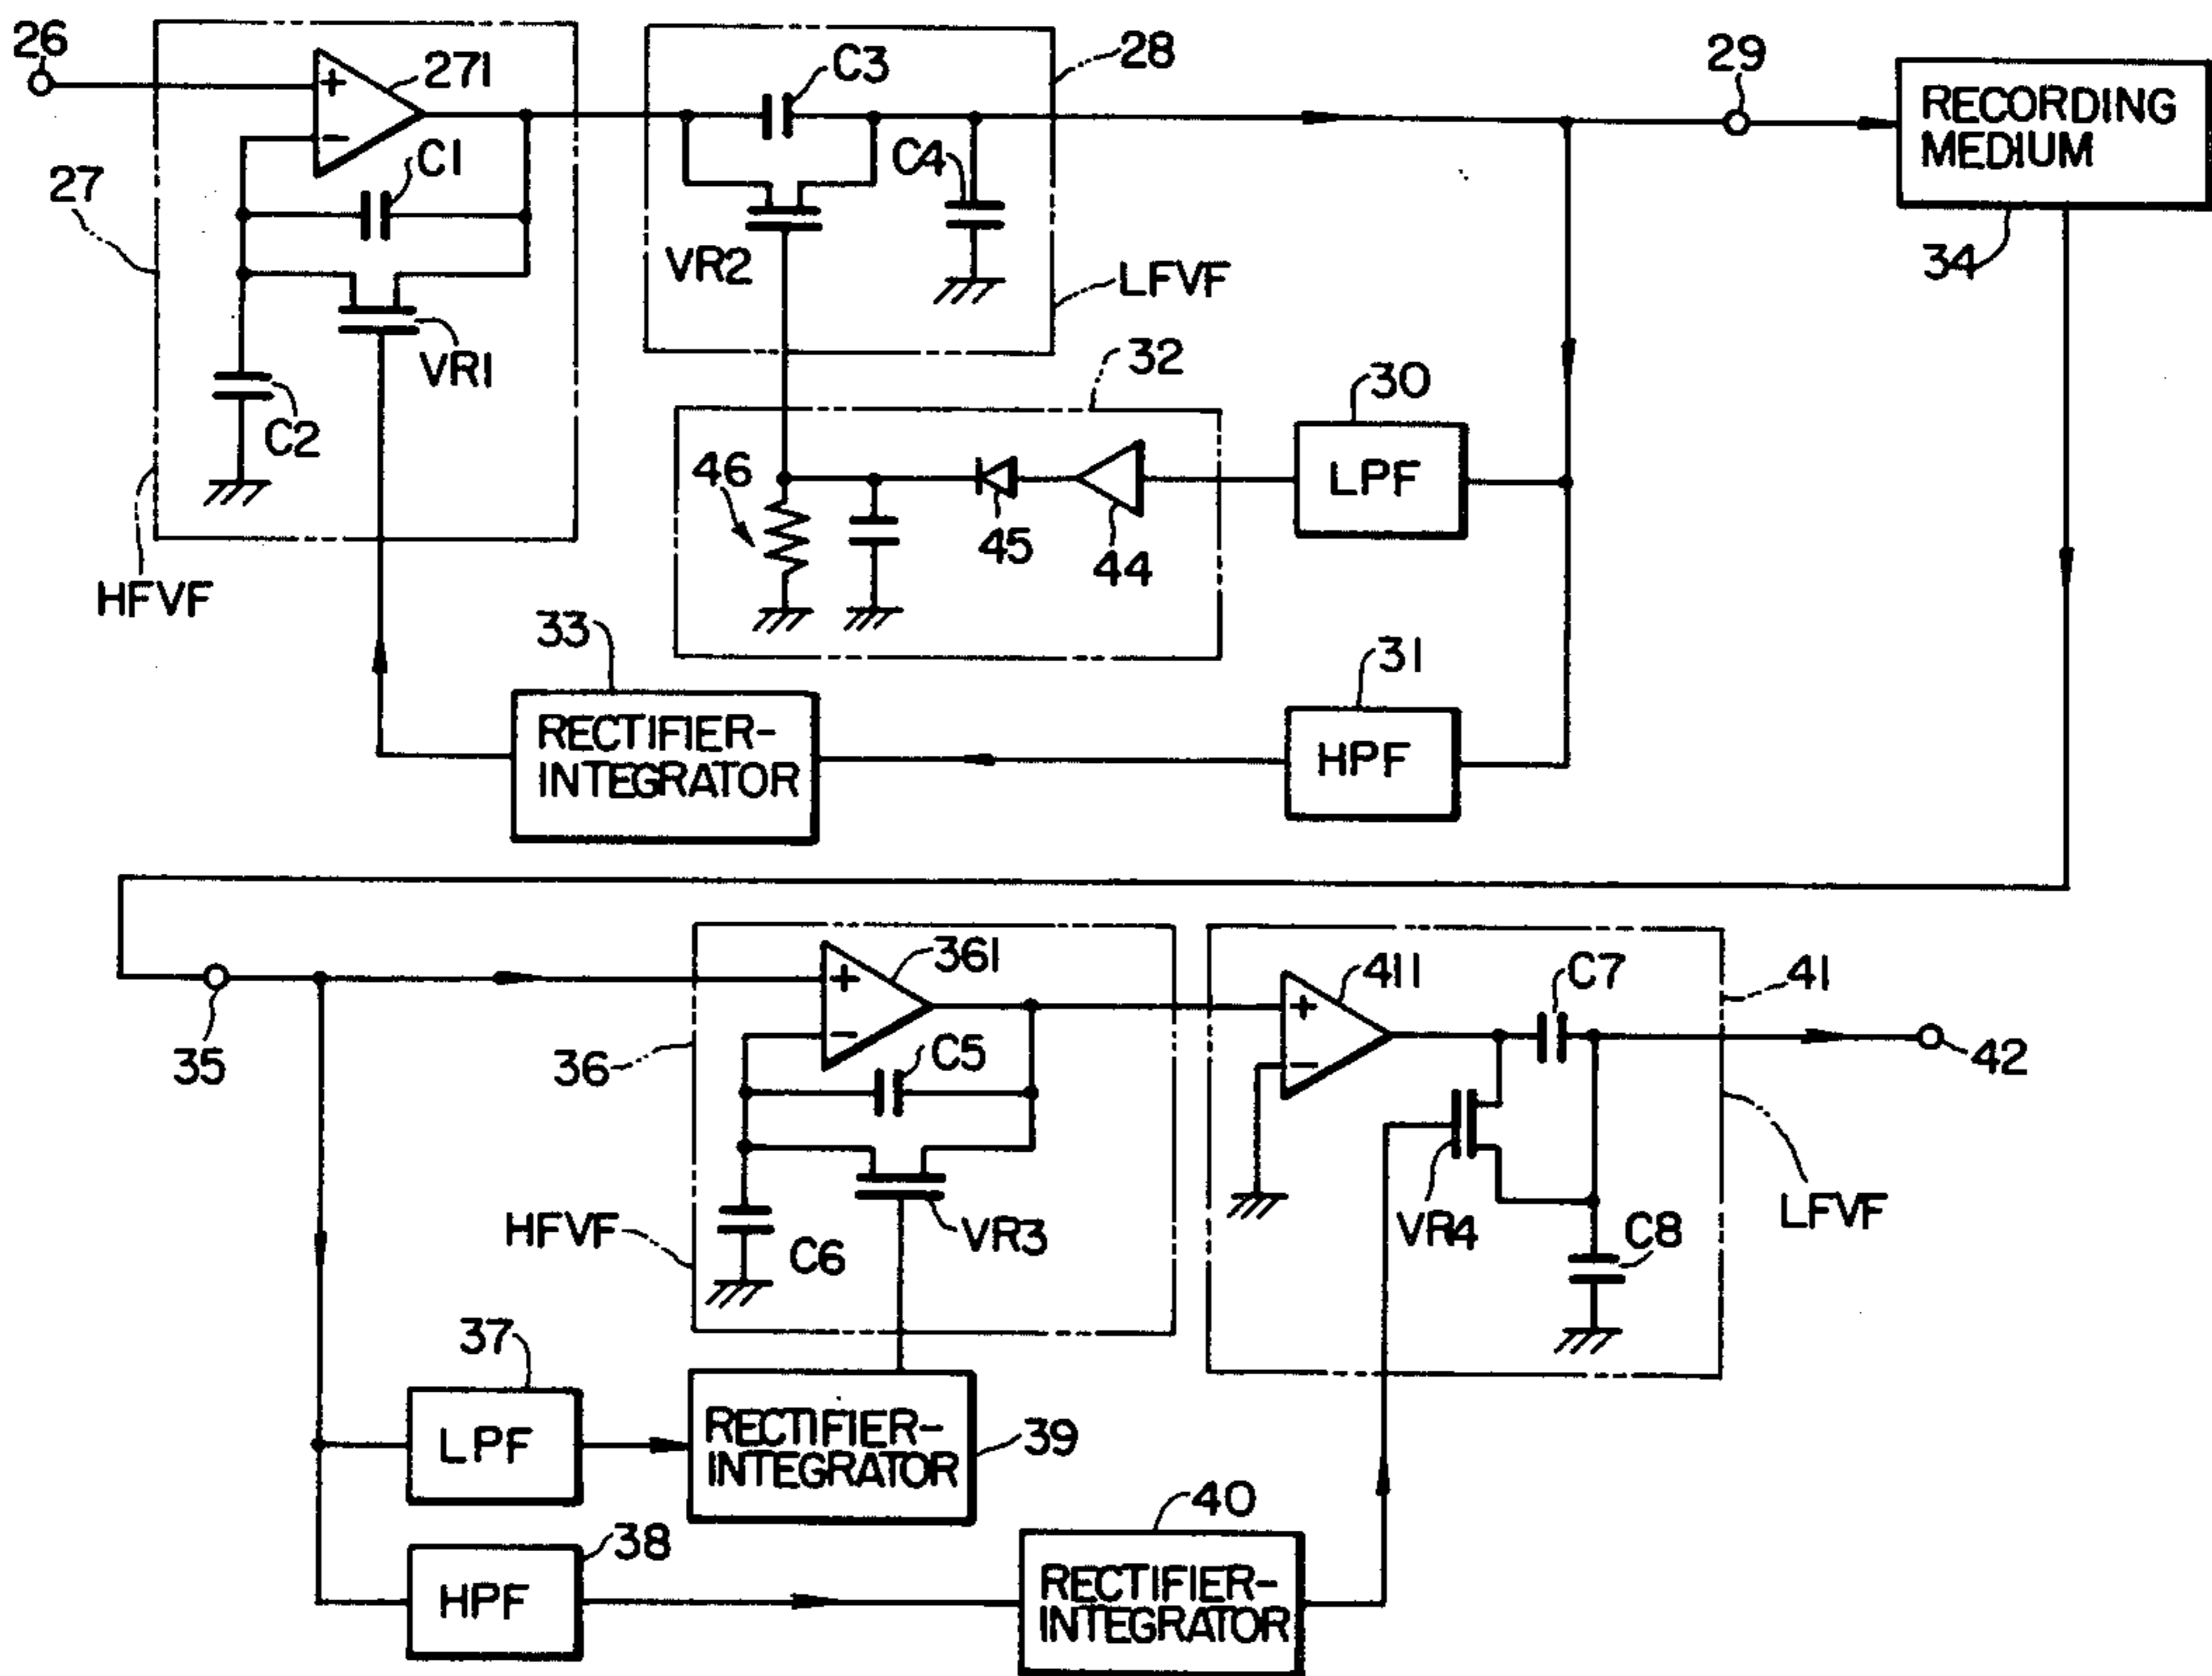 26
27
+
-
271
C1
C2
VR1
HFVF
28
C3
C4
VR2
LFVF
29
RECORDING
MEDIUM
34
30
LPF
32
46
45
44
31
HPF
33
RECTIFIER-
INTEGRATOR
35
36
+
-
361
C5
C6
VR3
HFVF
+
-
411
C7
41
42
VR4
C8
LFVF
37
LPF
RECTIFIER-
INTEGRATOR
39
38
HPF
40
RECTIFIER-
INTEGRATOR